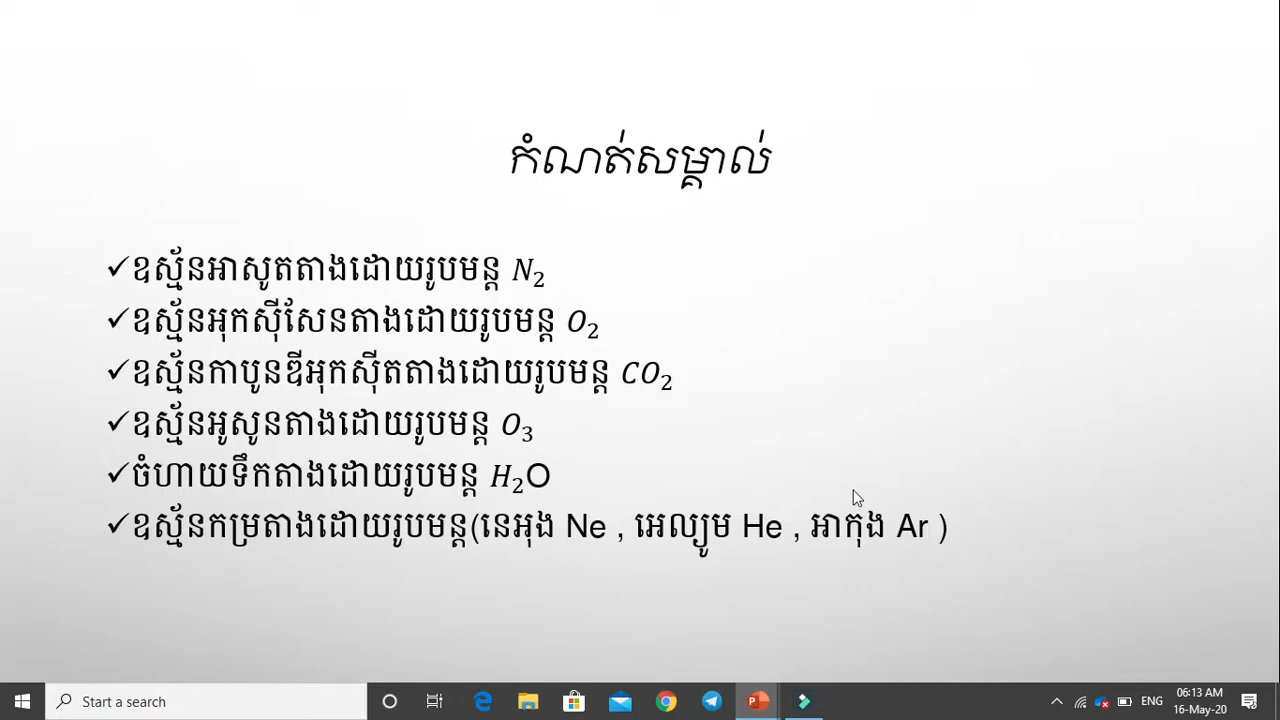 កំណត់សម្គាល់
✓ឧស្ម័នអាសូតតាងដោយរូបមន្ត N₂
✓ឧស្ម័នអុកស៊ីសែនតាងដោយរូបមន្ត O₂
✓ឧស្ម័នកាបូនឌីអុកស៊ីតតាងដោយរូបមន្ត CO₂
✓ឧស្ម័នអូសូនតាងដោយរូបមន្ត O₃
✓ចំហាយទឹកតាងដោយរូបមន្ត H₂O
✓ឧស្ម័នកម្រតាងដោយរូបមន្ត(នេអុង Ne , អេល្យូម He , អាកុង Ar )
Start a search
ENG
06:13 AM
16-May-20